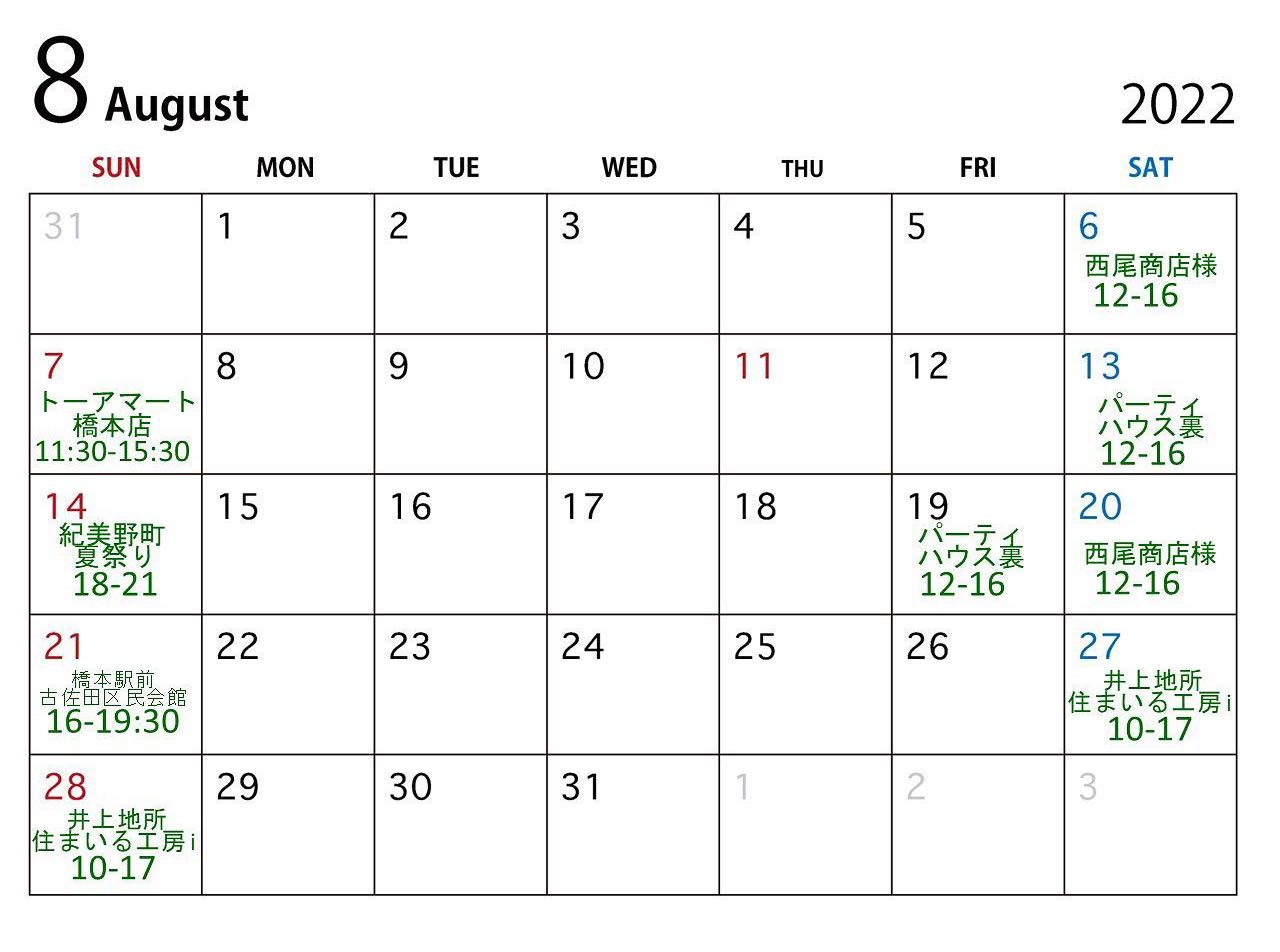 8 August 2022
SUN MON TUE WED THU FRI SAT
31 1 2 3 4 5 6
西尾商店様
12-16
7 8 9 10 11 12 13
トーアマート
橋本店
11:30-15:30
パーティ
ハウス裏
12-16
14 15 16 17 18 19 20
紀美野町
夏祭り
18-21
パーティ
ハウス裏
12-16
西尾商店様
12-16
21 22 23 24 25 26 27
橋本駅前
古佐田区民会館
16-19:30
井上地所
住まいる工房i
10-17
28 29 30 31 1 2 3
井上地所
住まいる工房i
10-17